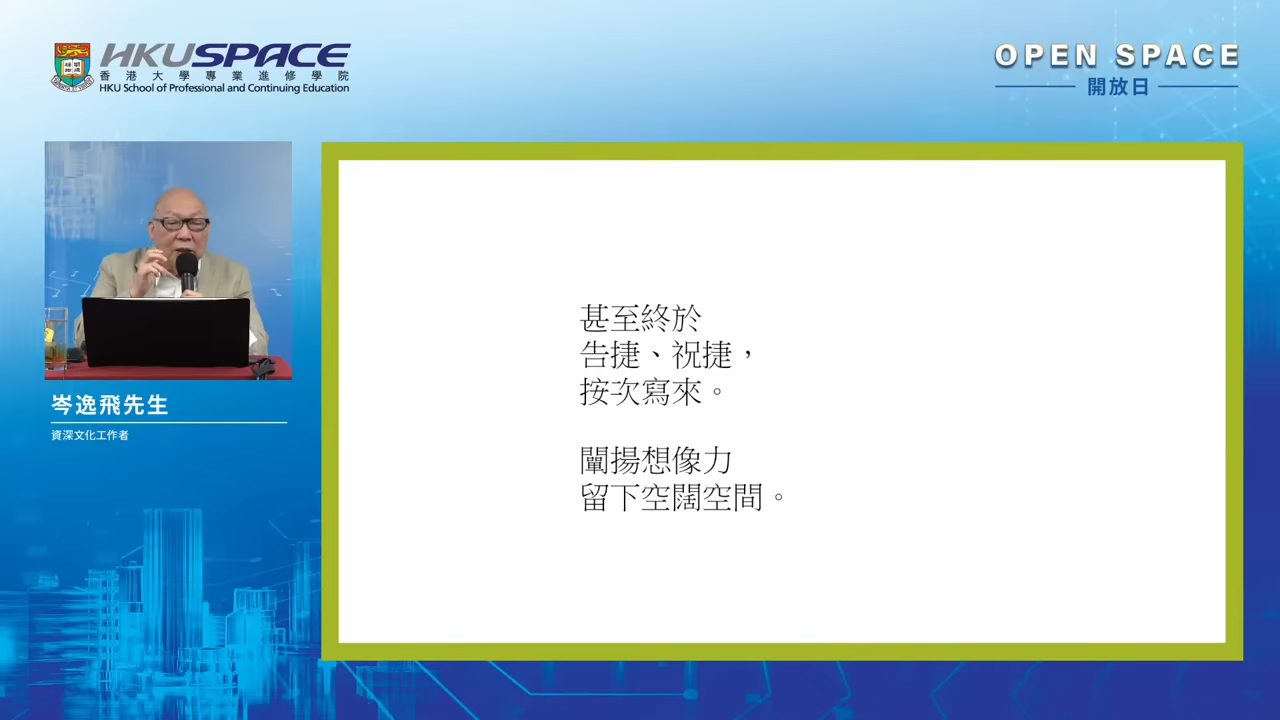 HKUSPACE
香港大學專業進修學院
HKU School of Professional and Continuing Education
OPEN SPACE
開放日
岑逸飛先生
資深文化工作者
甚至終於
告捷、祝捷，
按次寫來。
闡揚想像力
留下空闊空間。